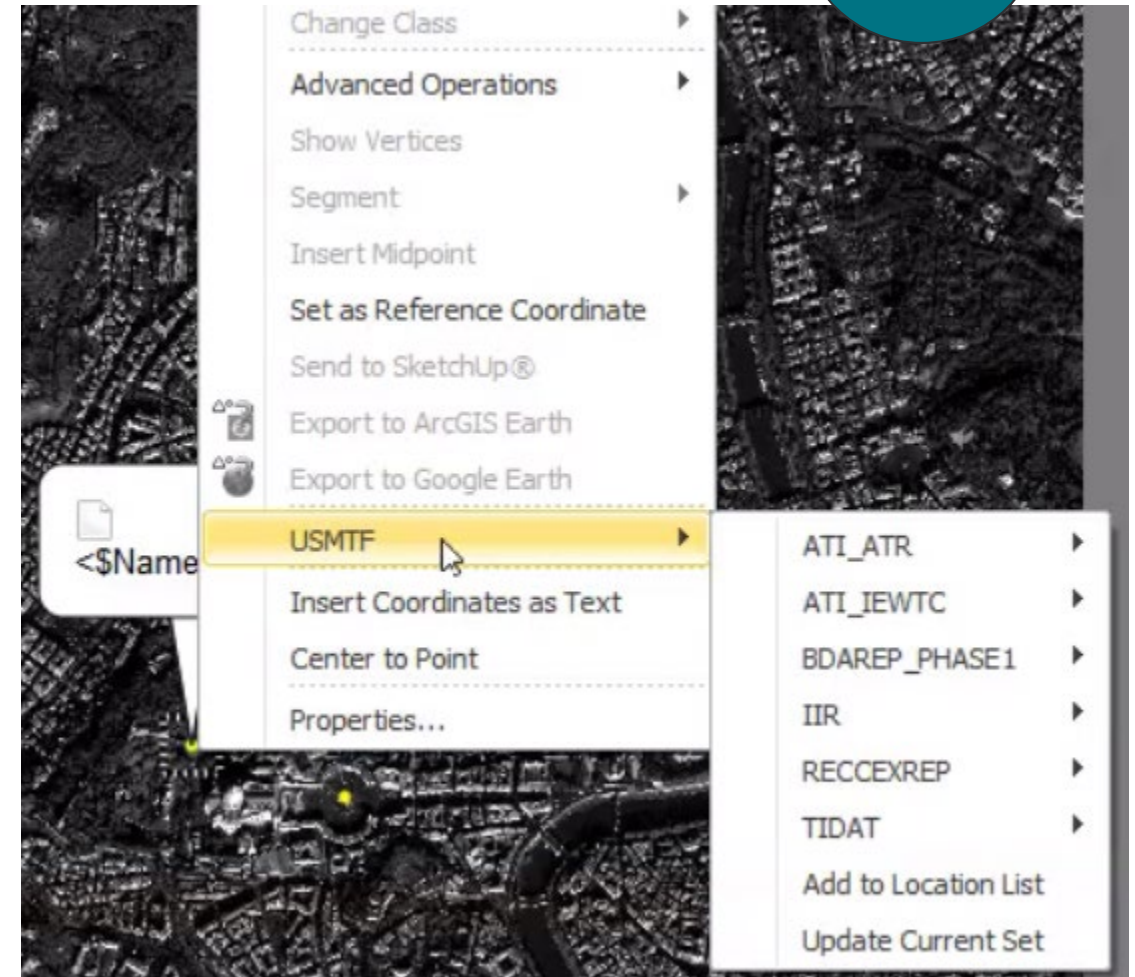 Change Class
Advanced Operations
Show Vertices
Segment
Insert Midpoint
Set as Reference Coordinate
Send to SketchUp®
Export to ArcGIS Earth
Export to Google Earth
<$Name
USMTF
Insert Coordinates as Text
Center to Point
Properties...
ATI_ATR
ATI_IEWTC
BDAREP_PHASE1
IIR
RECCEXREP
TIDAT
Add to Location List
Update Current Set